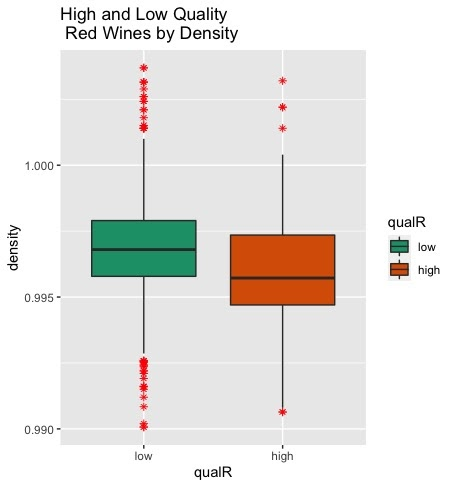 High and Low Quality
Red Wines by Density
density
1.000
0.995
0.990
low
high
qualR
qualR
low
high